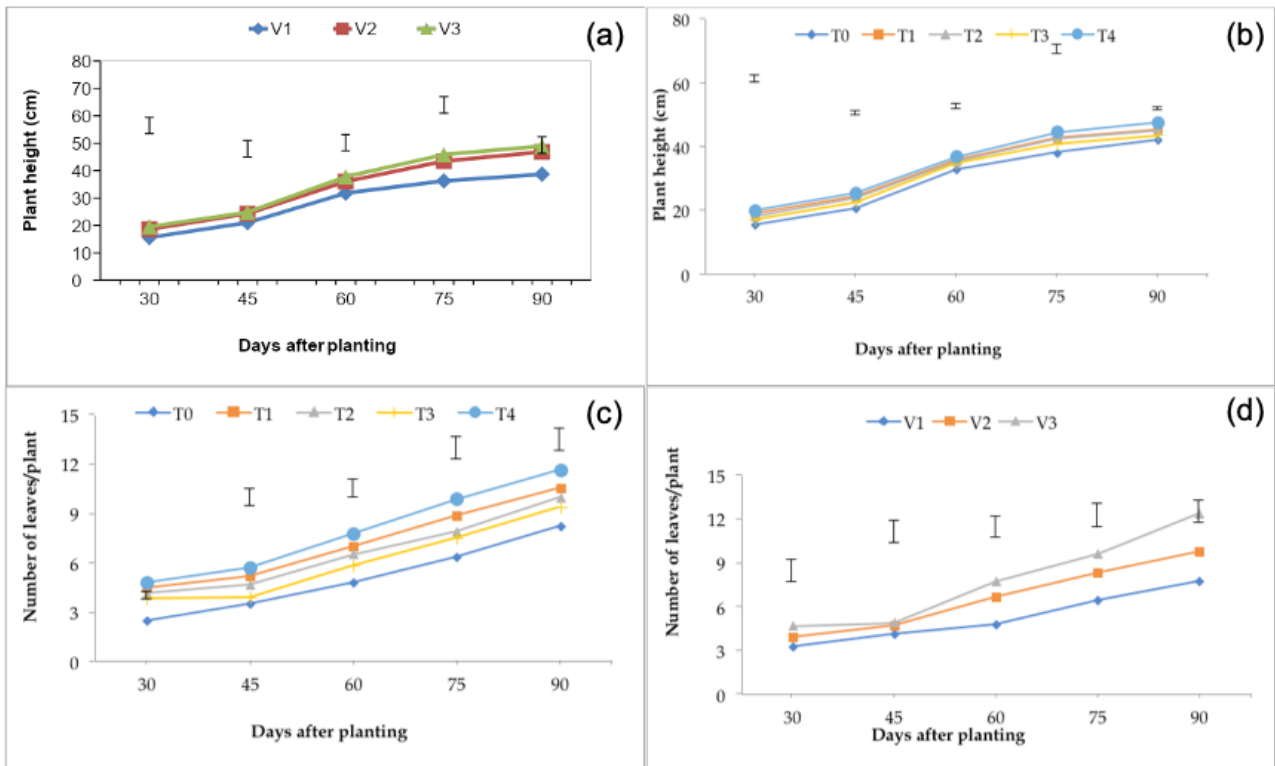 V1 V2 V3
(a)
Plant height (cm)
80
70
60
50
40
30
20
10
0
30 45 60 75 90
Days after planting
T0 T1 T2 T3 T4
(b)
Plant height (cm)
80
60
40
20
0
30 45 60 75 90
Days after planting
T0 T1 T2 T3 T4
(c)
Number of leaves/plant
15
12
9
6
3
0
30 45 60 75 90
Days after planting
V1 V2 V3
(d)
Number of leaves/plant
15
12
9
6
3
0
30 45 60 75 90
Days after planting